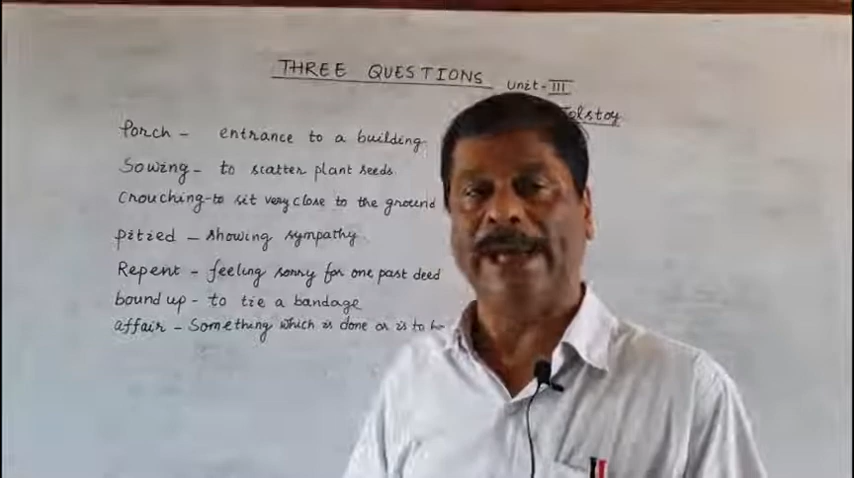 THREE QUESTIONS Unit-III
Tolstoy
Porch - entrance to a building
Sowing - to scatter plant seeds.
Crouching - to sit very close to the ground
pitied - showing sympathy.
Repent - feeling sorry for one past deed
bound up - to tie a bandage
affair - Something which is done or is to be